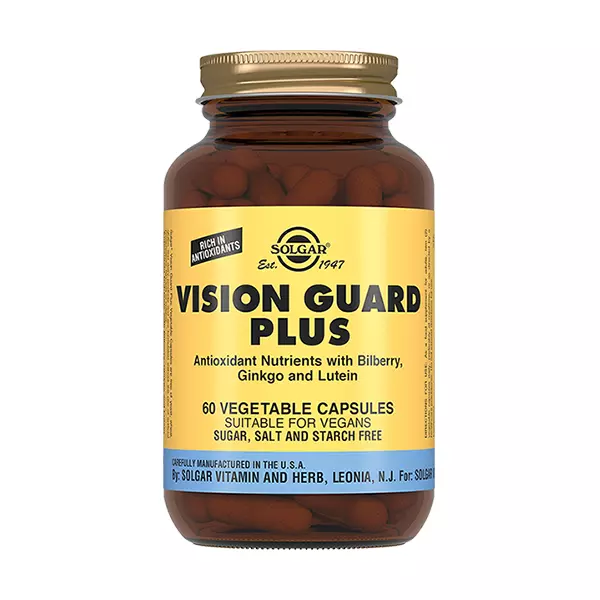 RICH IN
ANTIOXIDANTS
SOLGAR®
Est. 1947
VISION GUARD
PLUS
Antioxidant Nutrients with Bilberry,
Ginkgo and Lutein
60 VEGETABLE CAPSULES
SUITABLE FOR VEGANS
SUGAR, SALT AND STARCH FREE
CAREFULLY MANUFACTURED IN THE U.S.A.
By: SOLGAR VITAMIN AND HERB, LEONIA, N.J. For: SOLGAR